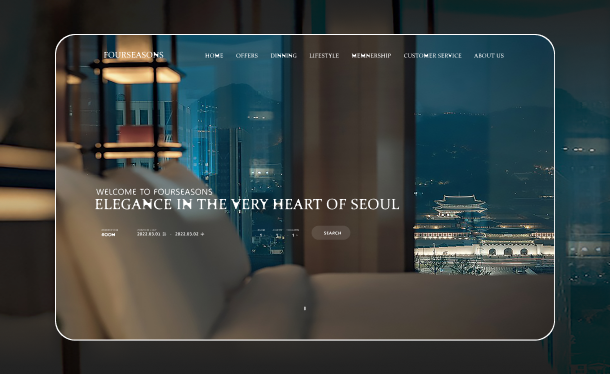 FOURSEASONS
HOME OFFERS DINNING LIFESTYLE MEMNERSHIP CUSTOMER SERVICE ABOUT US
WELCOME TO FOURSEASONS
ELEGANCE IN THE VERY HEART OF SEOUL
ROOM 2022.03.01 - 2022.03.02 1 SEARCH